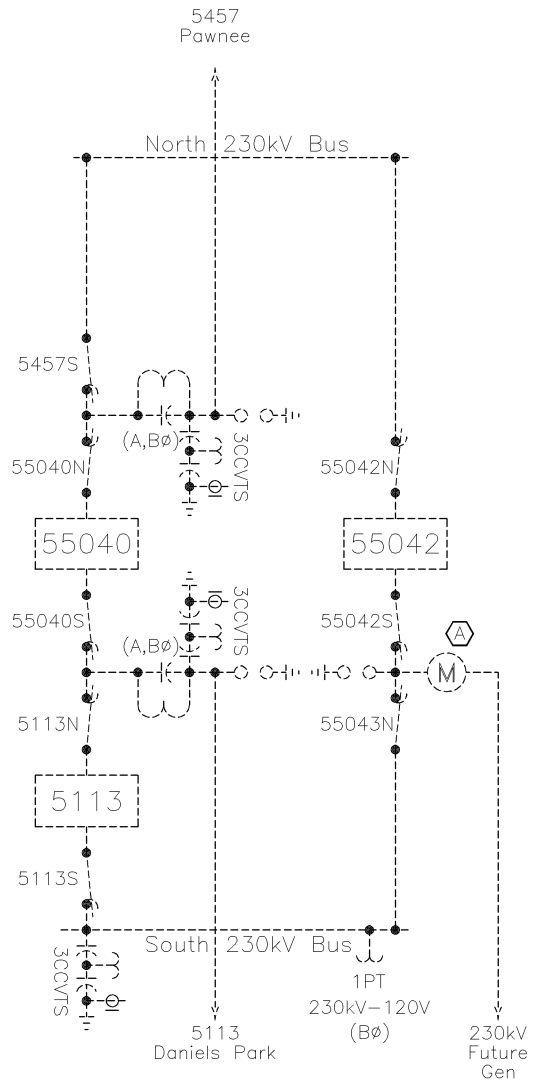 5457
Pawnee
North 230kV Bus
5457S
(A,BØ)
3CCVTS
55040N
55042N
55040
55042
55040S
3CCVTS
55042S
(A,BØ)
A
M
5113N
55043N
5113
5113S
South 230kV Bus
3CCVTS
1PT
230kV-120V
(BØ)
5113
Daniels Park
230kV
Future
Gen